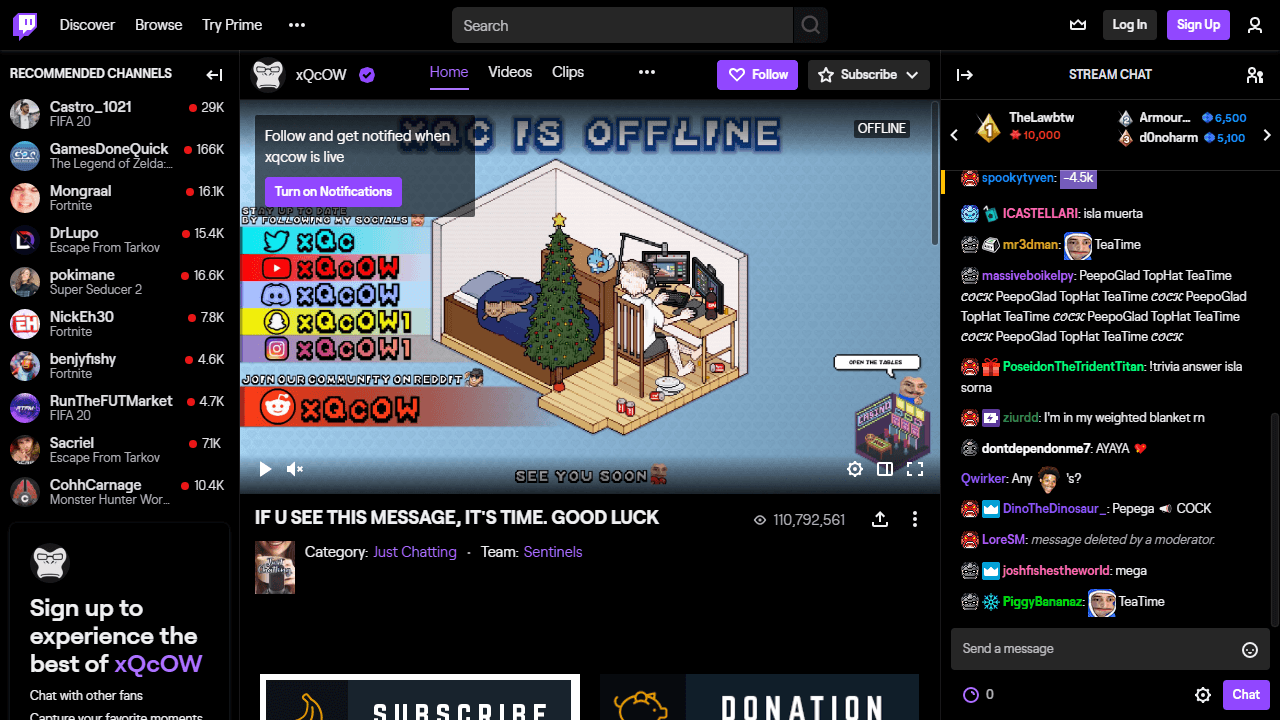 Discover
Browse
Try Prime
Search
Log In
Sign Up
RECOMMENDED CHANNELS
Castro_1021
FIFA 20
29K
GamesDoneQuick
The Legend of Zelda:...
166K
Mongraal
Fortnite
16.1K
DrLupo
Escape From Tarkov
15.4K
pokimane
Super Seducer 2
16.6K
NickEh30
Fortnite
7.8K
benjyfishy
Fortnite
4.6K
RunTheFUTMarket
FIFA 20
4.7K
Sacriel
Escape From Tarkov
7.1K
CohhCarnage
Monster Hunter Wor...
10.4K
Sign up to
experience the
best of xQcOW
Chat with other fans
Capture your favorite moments
xQcOW
Home
Videos
Clips
Follow
Subscribe
XQC IS OFFLINE
OFFLINE
Follow and get notified when
xqcow is live
Turn on Notifications
STAY UP TO DATE
BY FOLLOWING MY SOCIALS
xQc
xQcOW
xQcOW
xQcOW1
xQcOW1
JOIN OUR COMMUNITY ON REDDIT
xQcOW
OPEN THE TABLES
CASINO
SEE YOU SOON
IF U SEE THIS MESSAGE, IT'S TIME. GOOD LUCK
110,792,561
Category: Just Chatting - Team: Sentinels
SUBSCRIBE
DONATION
STREAM CHAT
1
TheLawbtw
10,000
2
Armour...
6,500
3
d0noharm
5,100
spookytyven: -4.5k
ICASTELLARI: isla muerta
mr3dman: TeaTime
massiveboikelpy: PeepoGlad TopHat TeaTime
cocк PeepoGlad TopHat TeaTime cocк PeepoGlad
TopHat TeaTime cocк PeepoGlad TopHat TeaTime
cocк PeepoGlad TopHat TeaTime cocк
PoseidonTheTridentTitan: !trivia answer isla
sorna
ziurdd: I'm in my weighted blanket rn
dontdependonme7: AYAYA
Qwirker: Any 's?
DinoTheDinosaur_: Pepega COCK
LoreSM: message deleted by a moderator.
joshfishestheworld: mega
PiggyBananaz: TeaTime
Send a message
0
Chat